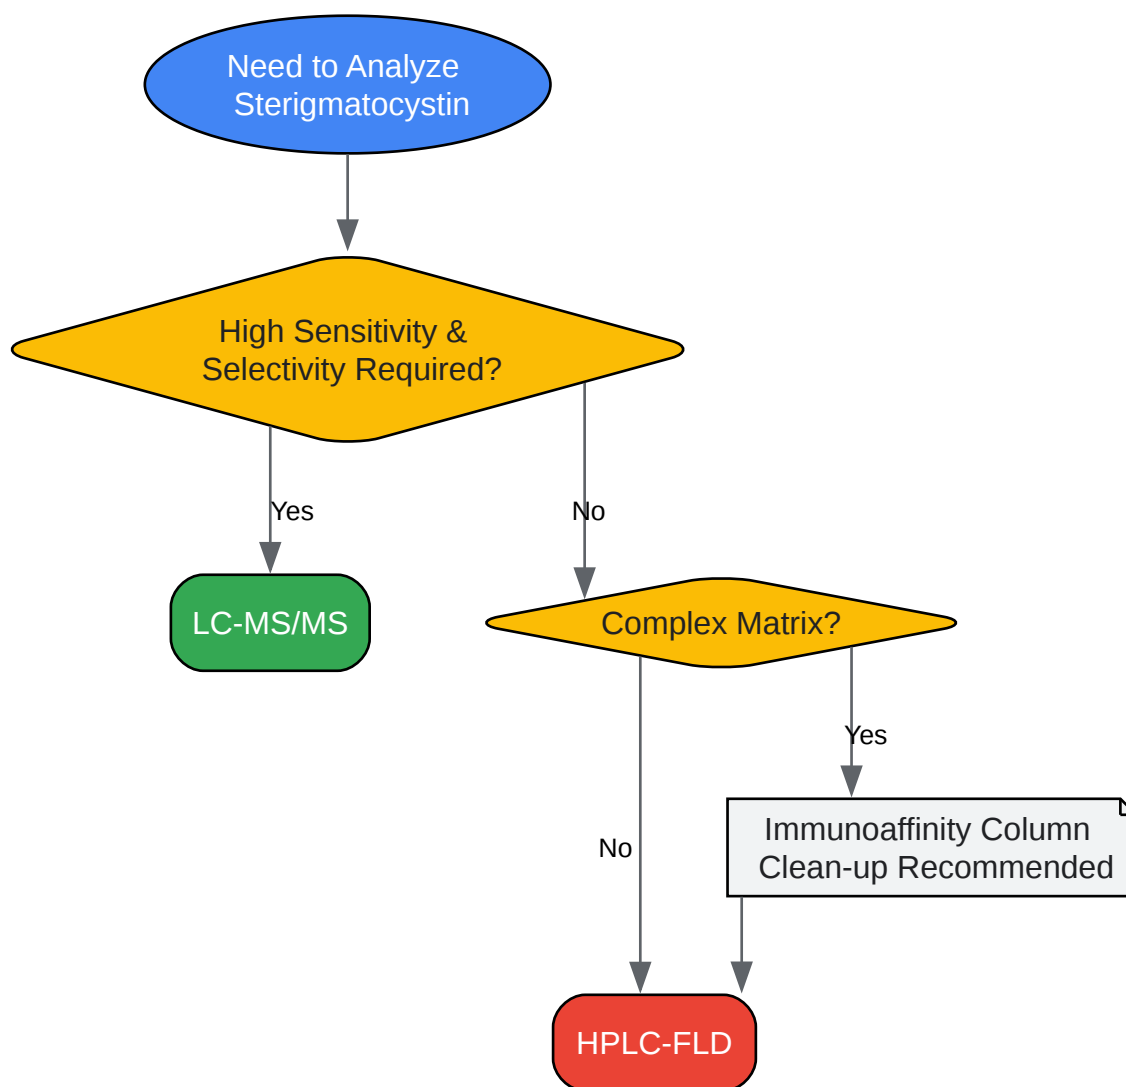 Need to Analyze
Sterigmatocystin
High Sensitivity &
Selectivity Required?
Yes
No
LC-MS/MS
Complex Matrix?
Yes
Immunoaffinity Column
Clean-up Recommended
No
HPLC-FLD